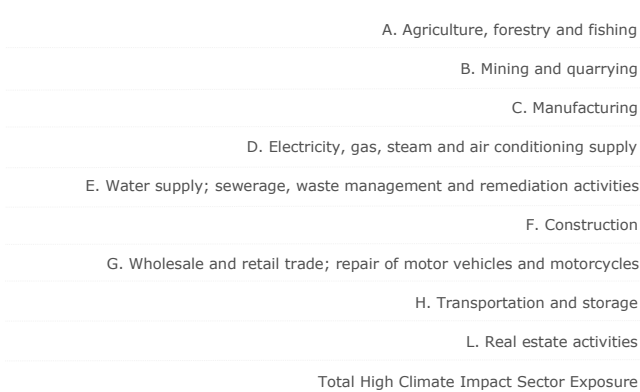 A. Agriculture, forestry and fishing
B. Mining and quarrying
C. Manufacturing
D. Electricity, gas, steam and air conditioning supply
E. Water supply; sewerage, waste management and remediation activities
F. Construction
G. Wholesale and retail trade; repair of motor vehicles and motorcycles
H. Transportation and storage
L. Real estate activities
Total High Climate Impact Sector Exposure